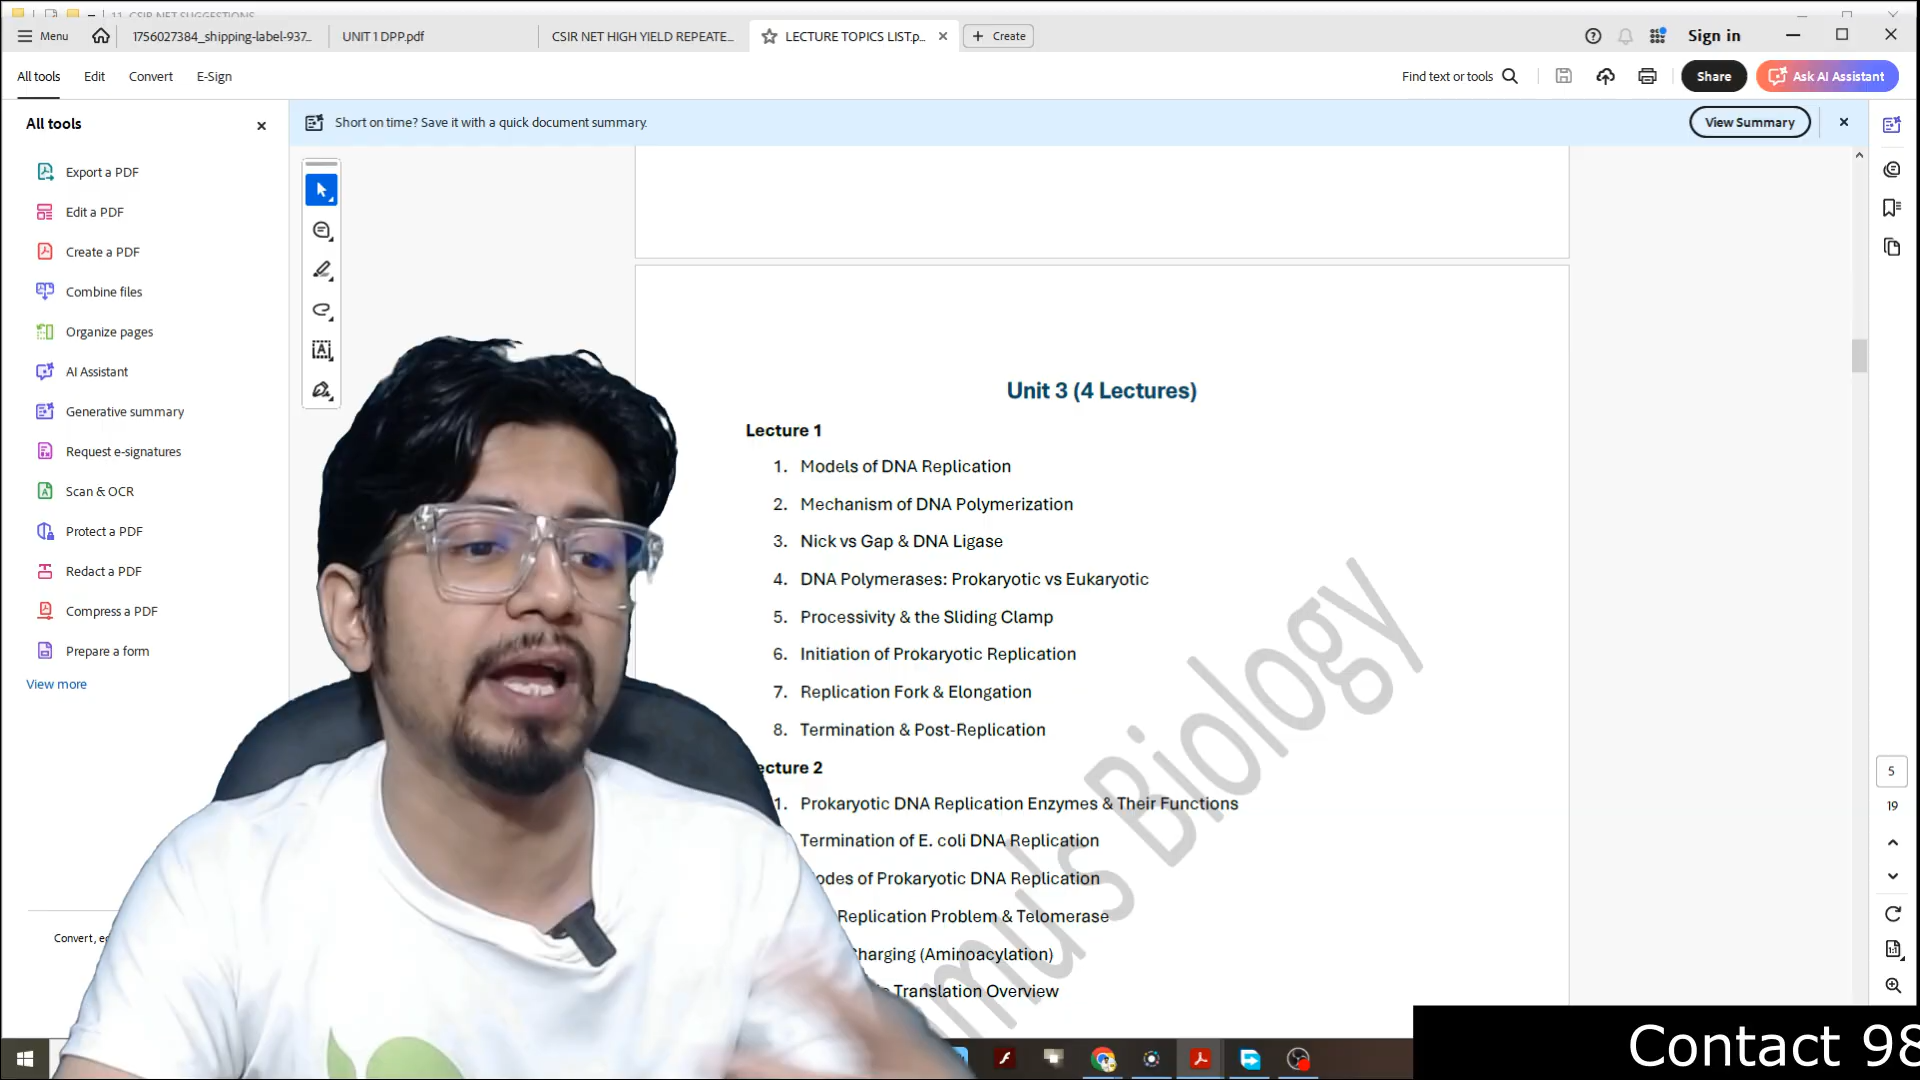 11. CSIR NET SUGGESTIONS
Menu
1756027384_shipping-label-937...
UNIT 1 DPP.pdf
CSIR NET HIGH YIELD REPEATE...
LECTURE TOPICS LIST.p...
Create
Sign in
All tools
Edit
Convert
E-Sign
Find text or tools
Share
Ask AI Assistant
All tools
Short on time? Save it with a quick document summary.
View Summary
Export a PDF
Edit a PDF
Create a PDF
Combine files
Organize pages
AI Assistant
Generative summary
Request e-signatures
Scan & OCR
Protect a PDF
Redact a PDF
Compress a PDF
Prepare a form
View more
Convert,
Unit 3 (4 Lectures)
Lecture 1
1. Models of DNA Replication
2. Mechanism of DNA Polymerization
3. Nick vs Gap & DNA Ligase
4. DNA Polymerases: Prokaryotic vs Eukaryotic
5. Processivity & the Sliding Clamp
6. Initiation of Prokaryotic Replication
7. Replication Fork & Elongation
8. Termination & Post-Replication
ecture 2
1. Prokaryotic DNA Replication Enzymes & Their Functions
Termination of E. coli DNA Replication
odes of Prokaryotic DNA Replication
Replication Problem & Telomerase
harging (Aminoacylation)
Translation Overview
mu's Biology
5
19
Contact 98